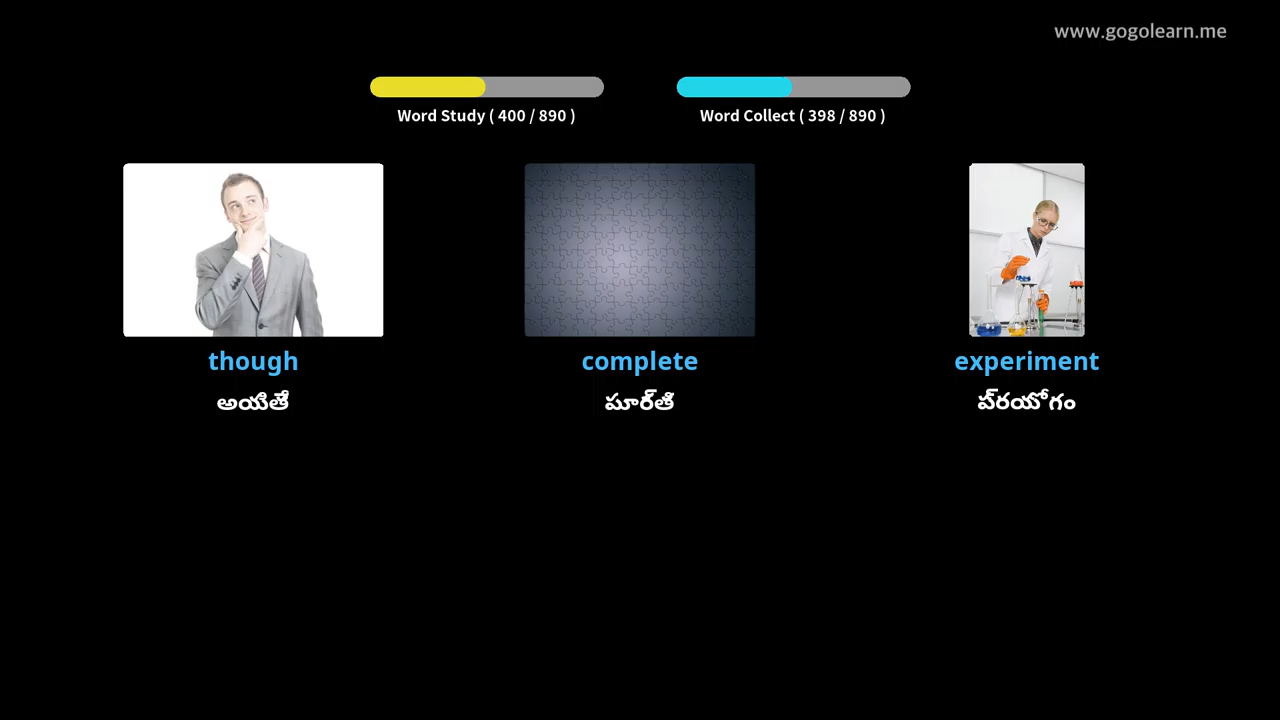 www.gogolearn.me
Word Study ( 400 / 890 )
Word Collect ( 398 / 890 )
though
complete
experiment
అయితే
పూర్తి
ప్రయోగం